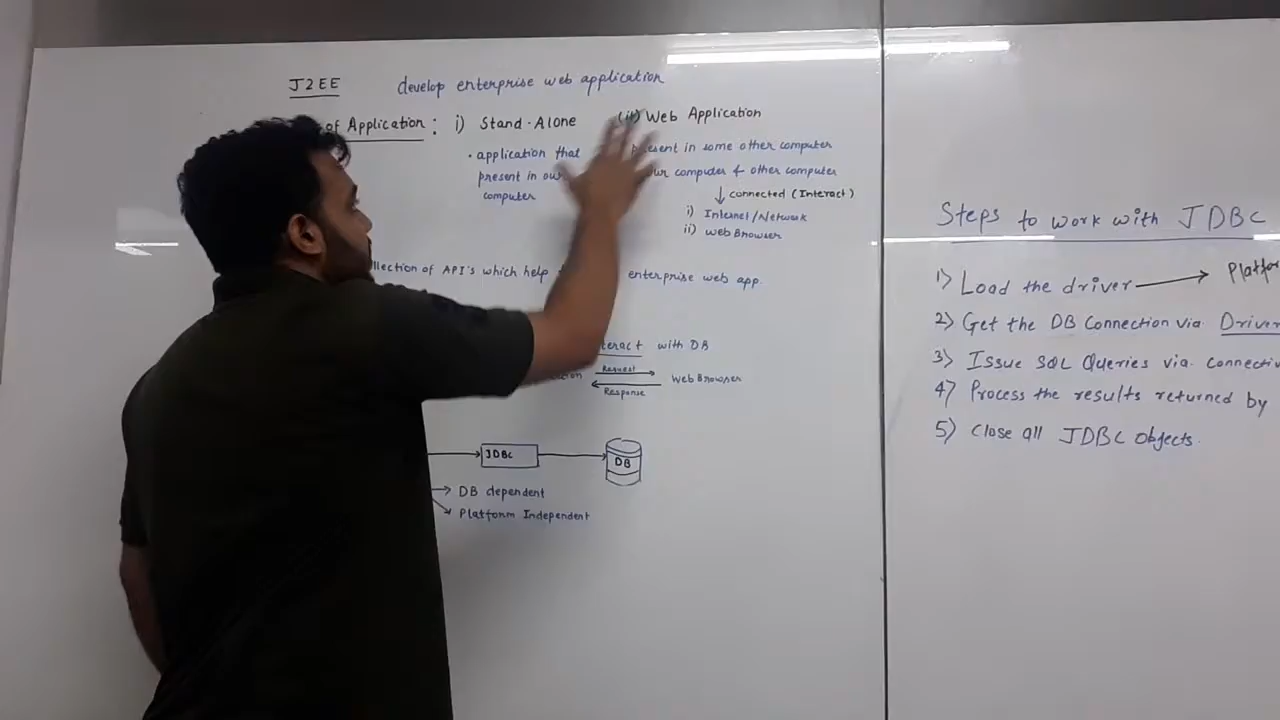 J2EE develop enterprise web application
of Application : i) Stand-Alone (ii) Web Application
• application that present in our computer
present in some other computer
our computer & other computer
↓ connected (Interact)
i) Internet/Network
ii) Web Browser
collection of API's which help enterprise web app.
interact with DB
Request
Web Browser
Response
JDBC
DB
→ DB dependent
→ Platform Independent
Steps to work with JDBC
1) Load the driver → Platfor
2) Get the DB Connection via Driver
3) Issue SQL Queries via connectio
4) Process the results returned by
5) Close all JDBC objects.